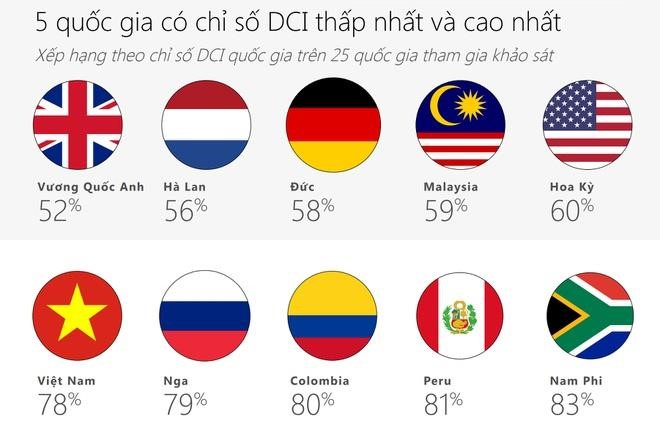 5 quốc gia có chỉ số DCI thấp nhất và cao nhất
Xếp hạng theo chỉ số DCI quốc gia trên 25 quốc gia tham gia khảo sát
Vương Quốc Anh Hà Lan Đức Malaysia Hoa Kỳ
52% 56% 58% 59% 60%
Việt Nam Nga Colombia Peru Nam Phi
78% 79% 80% 81% 83%